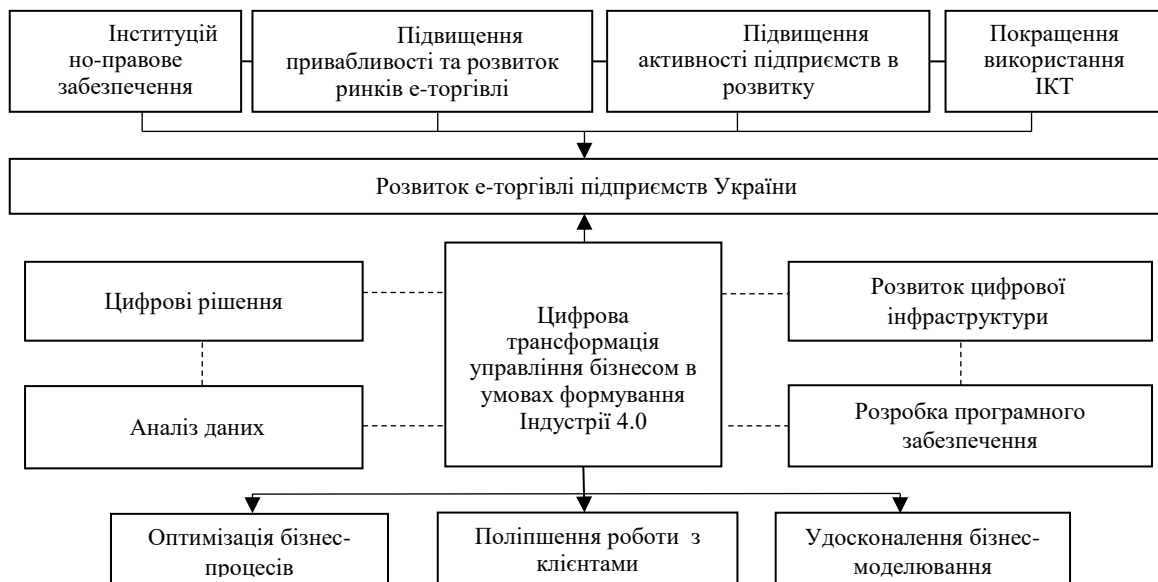 Інституцій
но-правове
забезпечення
Підвищення
привабливості та розвиток
ринків е-торгівлі
Підвищення
активності підприємств в
розвитку
Покращення
використання
ІКТ
Розвиток е-торгівлі підприємств України
Цифрові рішення
Аналіз даних
Цифрова
трансформація
управління бізнесом в
умовах формування
Індустрії 4.0
Розвиток цифрової
інфраструктури
Розробка програмного
забезпечення
Оптимізація бізнес-
процесів
Поліпшення роботи з
клієнтами
Удосконалення бізнес-
моделювання